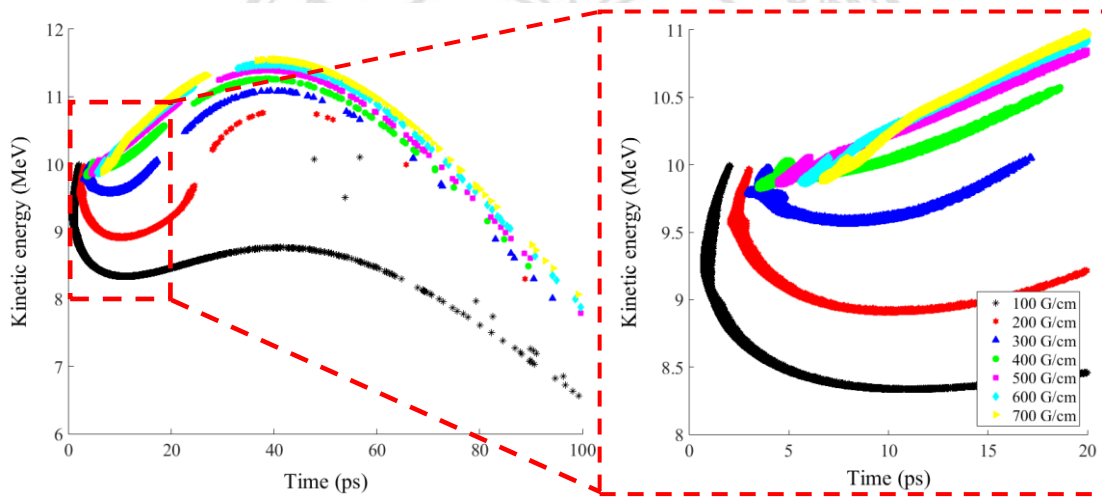 12
11
10
9
8
7
6
0
20
40
60
80
100
Kinetic energy (MeV)
Time (ps)
11
10.5
10
9.5
9
8.5
8
0
5
10
15
20
Kinetic energy (MeV)
Time (ps)
100 G/cm
200 G/cm
300 G/cm
400 G/cm
500 G/cm
600 G/cm
700 G/cm